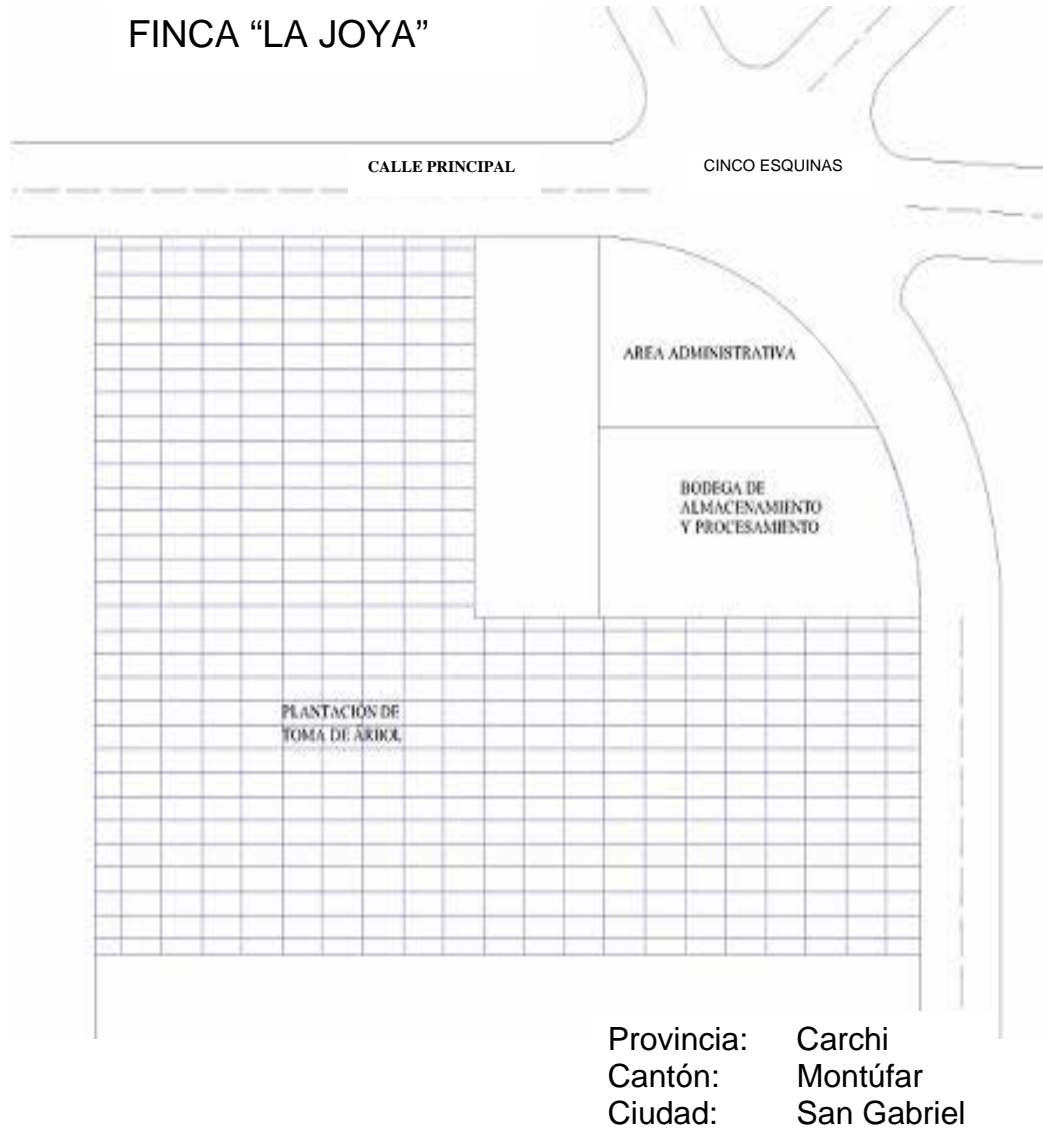 FINCA “LA JOYA”
CALLE PRINCIPAL
CINCO ESQUINAS
AREA ADMINISTRATIVA
BODEGA DE
ALMACENAMIENTO
Y PROCESAMIENTO
PLANTACIÓN DE
TOMA DE ÁRBOL
Provincia: Carchi
Cantón: Montúfar
Ciudad: San Gabriel